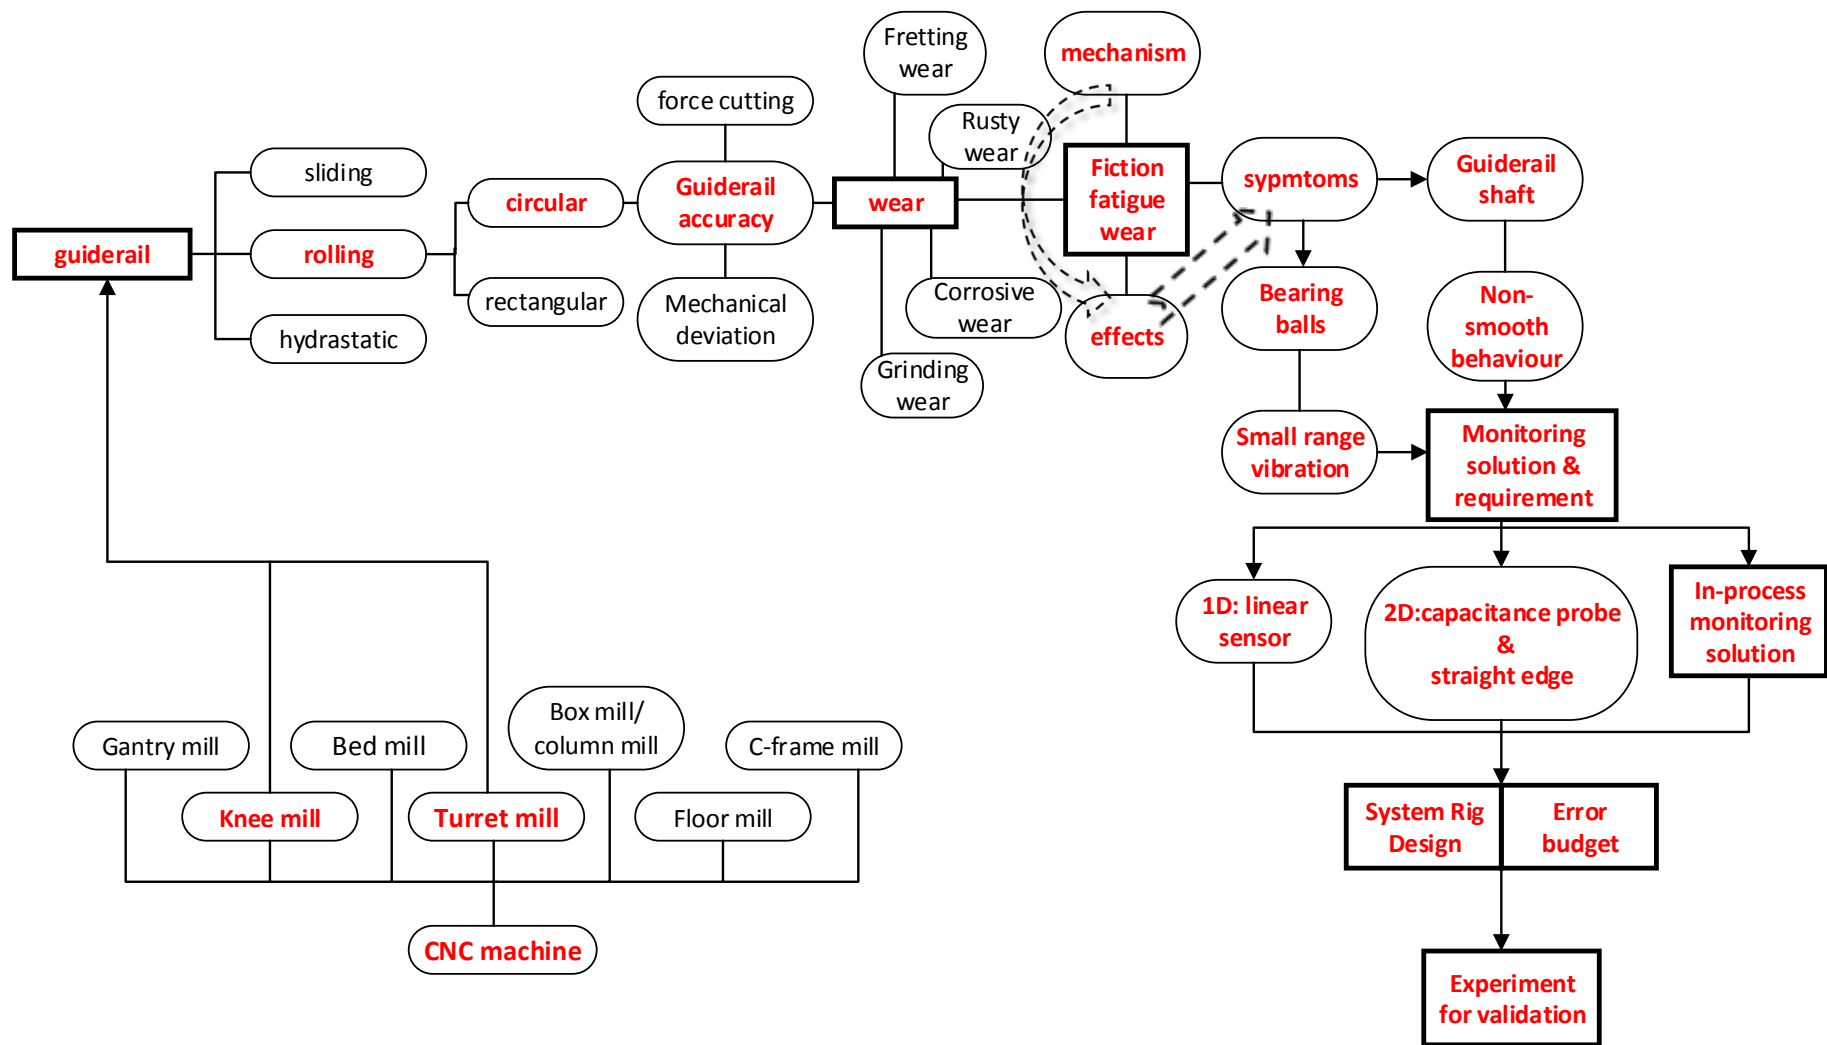 Fretting
wear
mechanism
force cutting
Rusty
wear
sliding
Guiderail
accuracy
circular
wear
Fiction
fatigue
wear
sypmtoms
Guiderail
shaft
guiderail
rolling
rectangular
hydrastatic
Mechanical
deviation
Corrosive
wear
Grinding
wear
effects
Bearing
balls
Non-
smooth
behaviour
Small range
vibration
Monitoring
solution &
requirement
1D: linear
sensor
2D:capacitance probe
&
straight edge
In-process
monitoring
solution
Gantry mill
Bed mill
Box mill/
column mill
C-frame mill
Knee mill
Turret mill
Floor mill
System Rig
Design
Error
budget
CNC machine
Experiment
for validation